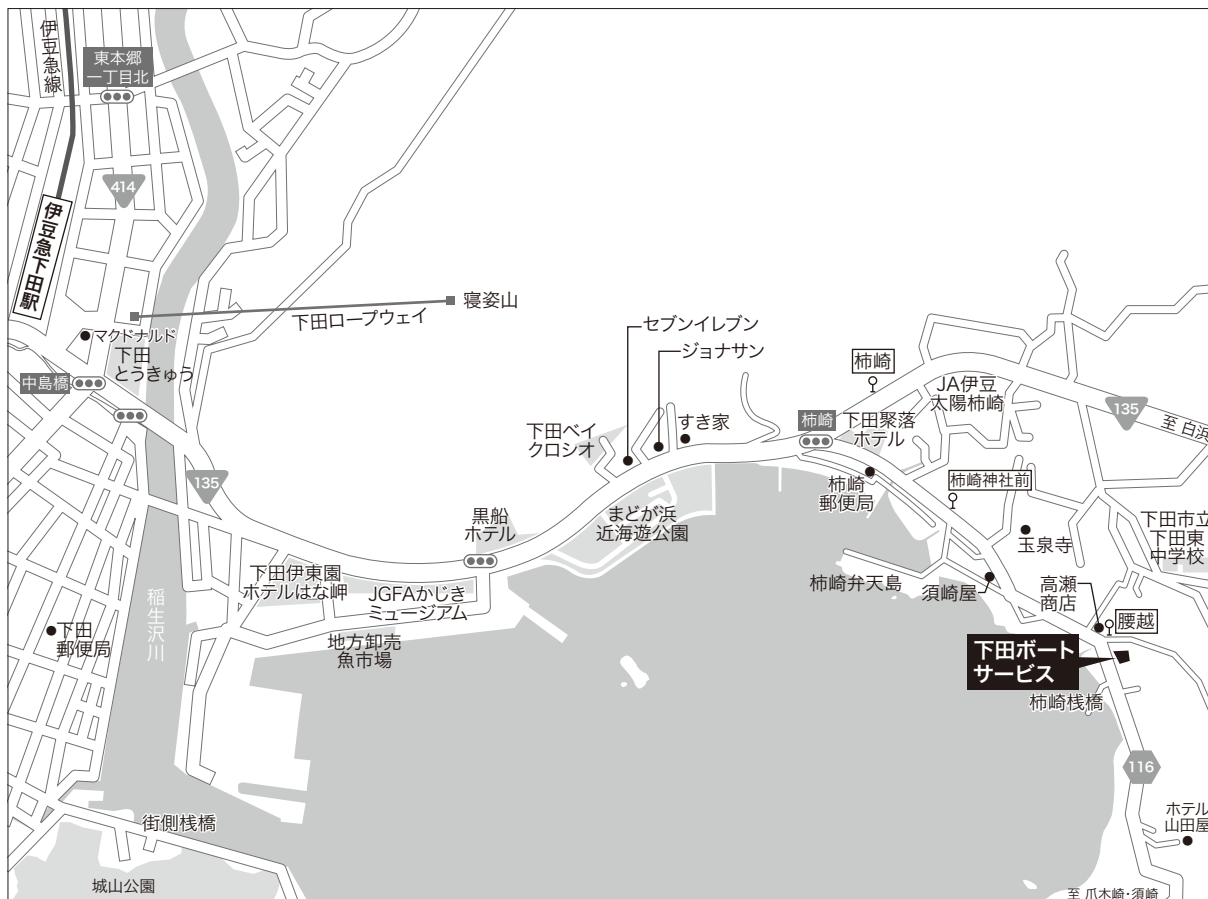 伊豆急線
東本郷
一丁目北
414
伊豆急下田駅
寝姿山
下田ロープウェイ
マクドナルド
下田
とうきゅう
中島橋
セブンイレブン
ジョナサン
すき家
下田ベイ
クロシオ
柿崎
柿崎
下田聚落
ホテル
JA伊豆
太陽柿崎
135
至 白浜
135
黒船
ホテル
まどが浜
近海遊公園
柿崎
郵便局
柿崎神社前
玉泉寺
下田市立
下田東
中学校
下田伊東園
ホテルはな岬
JGFAかじき
ミュージアム
地方卸売
魚市場
柿崎弁天島
須崎屋
高瀬
商店
腰越
下田ボート
サービス
柿崎桟橋
稲生沢川
下田
郵便局
116
ホテル
山田屋
街側桟橋
城山公園
至 爪木崎・須崎